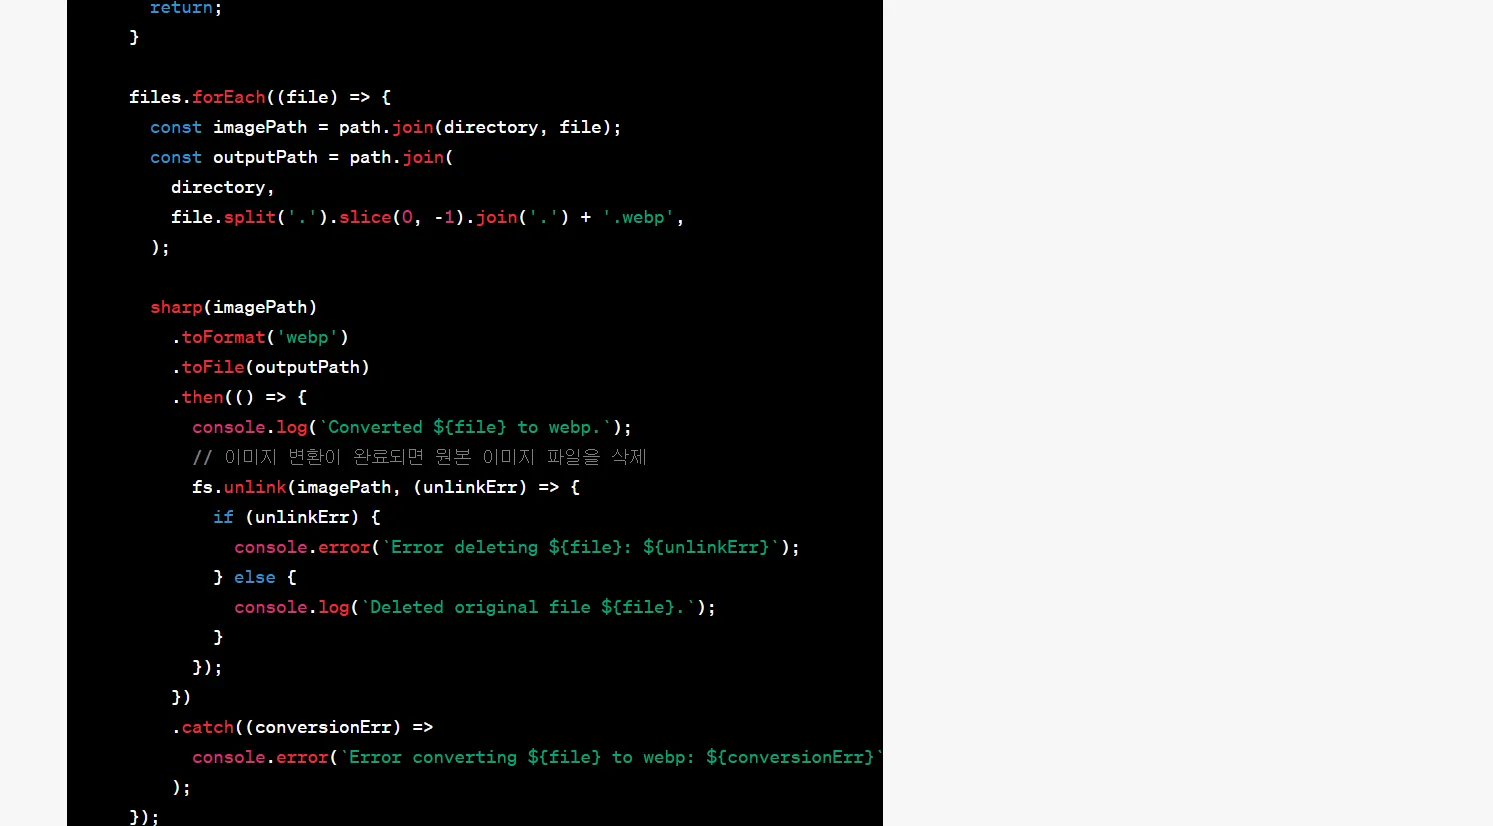 return;
}
files.forEach((file) => {
const imagePath = path.join(directory, file);
const outputPath = path.join(
directory,
file.split('.').slice(0, -1).join('.') + '.webp',
);
sharp(imagePath)
.toFormat('webp')
.toFile(outputPath)
.then(() => {
console.log(`Converted ${file} to webp.`);
// 이미지 변환이 완료되면 원본 이미지 파일을 삭제
fs.unlink(imagePath, (unlinkErr) => {
if (unlinkErr) {
console.error(`Error deleting ${file}: ${unlinkErr}`);
} else {
console.log(`Deleted original file ${file}.`);
}
});
})
.catch((conversionErr) =>
console.error(`Error converting ${file} to webp: ${conversionErr}`
);
});